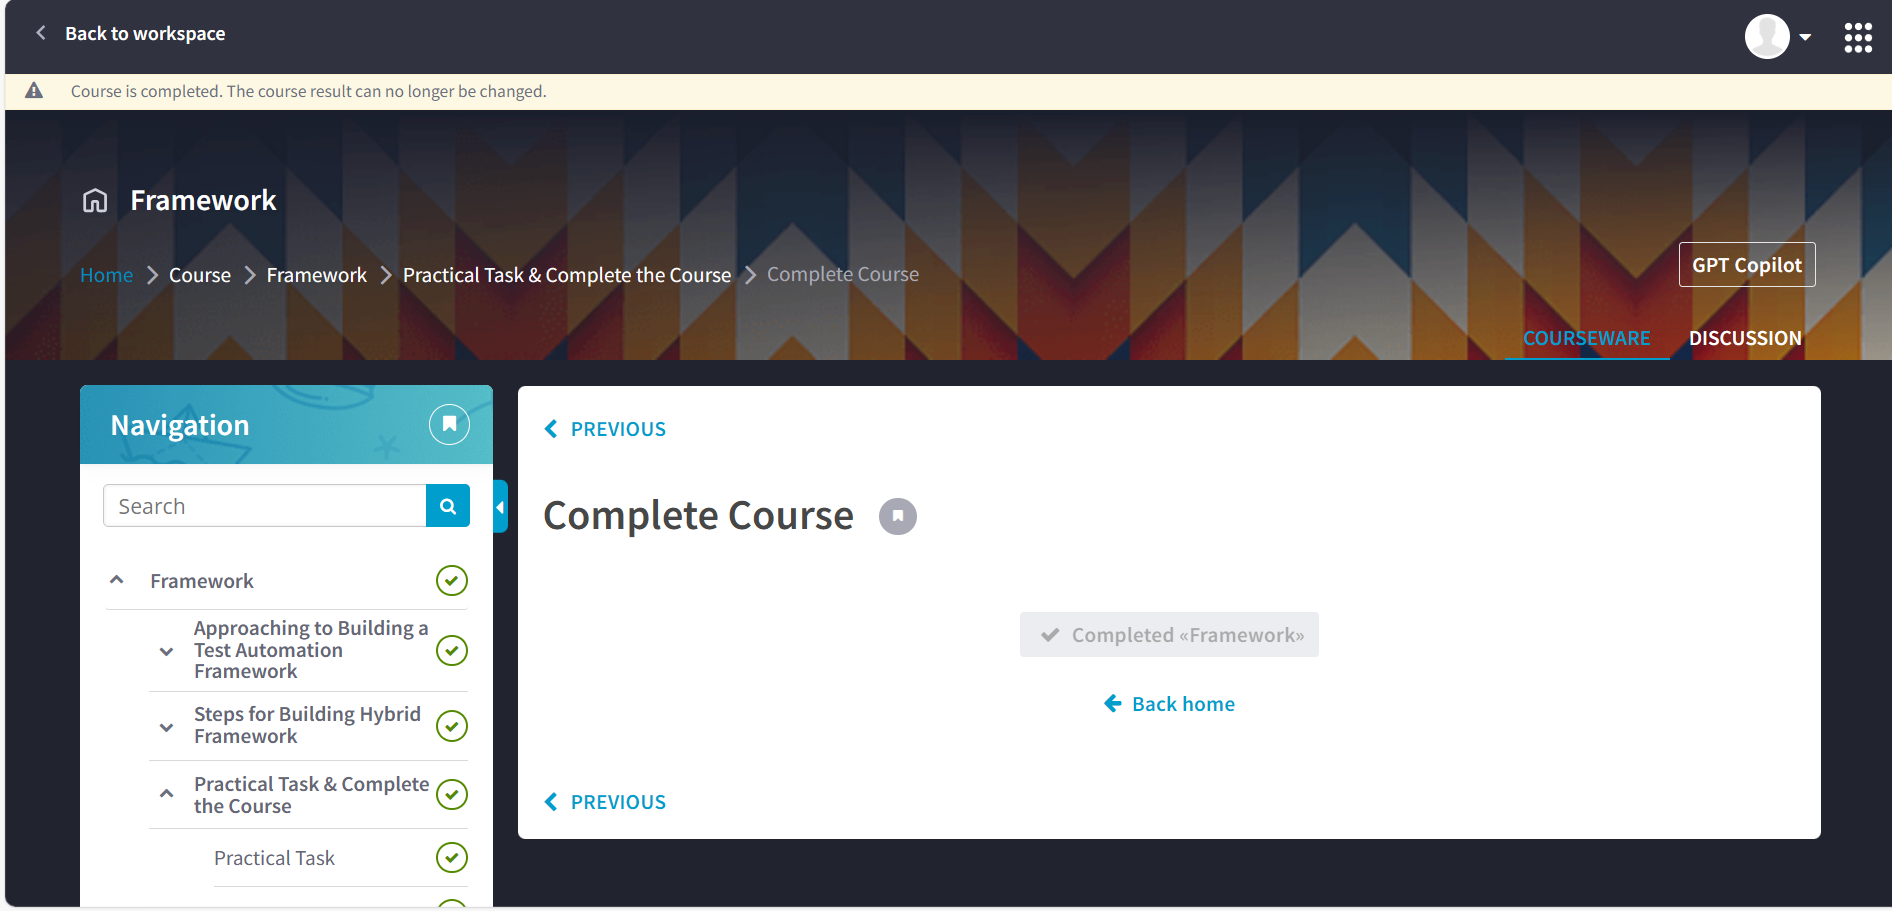 Back to workspace
Course is completed. The course result can no longer be changed.
Framework
Home Course Framework Practical Task & Complete the Course Complete Course
GPT Copilot
COURSEWARE DISCUSSION
Navigation
Search
Framework
Approaching to Building a
Test Automation
Framework
Steps for Building Hybrid
Framework
Practical Task & Complete
the Course
Practical Task
PREVIOUS
Complete Course
Completed «Framework»
Back home
PREVIOUS